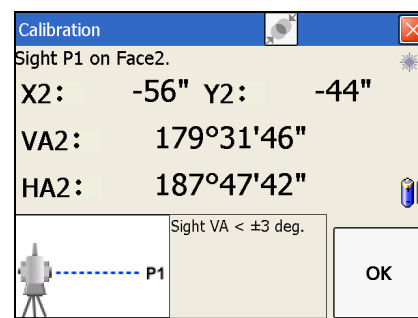 Calibration
Sight P1 on Face2.
X2: -56" Y2: -44"
VA2: 179°31'46"
HA2: 187°47'42"
Sight VA < ±3 deg.
P1
OK